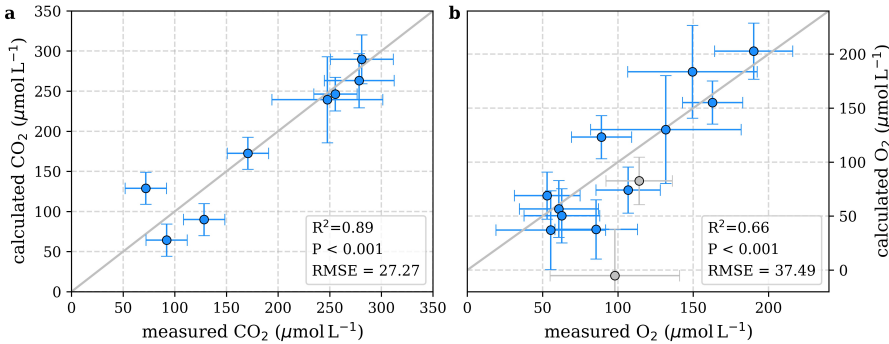 a
350
300
250
200
150
100
50
0
calculated CO₂ (μmol L⁻¹)
R²=0.89
P < 0.001
RMSE = 27.27
0 50 100 150 200 250 300 350
measured CO₂ (μmol L⁻¹)
b
200
150
100
50
0
calculated O₂ (μmol L⁻¹)
R²=0.66
P < 0.001
RMSE = 37.49
0 50 100 150 200
measured O₂ (μmol L⁻¹)